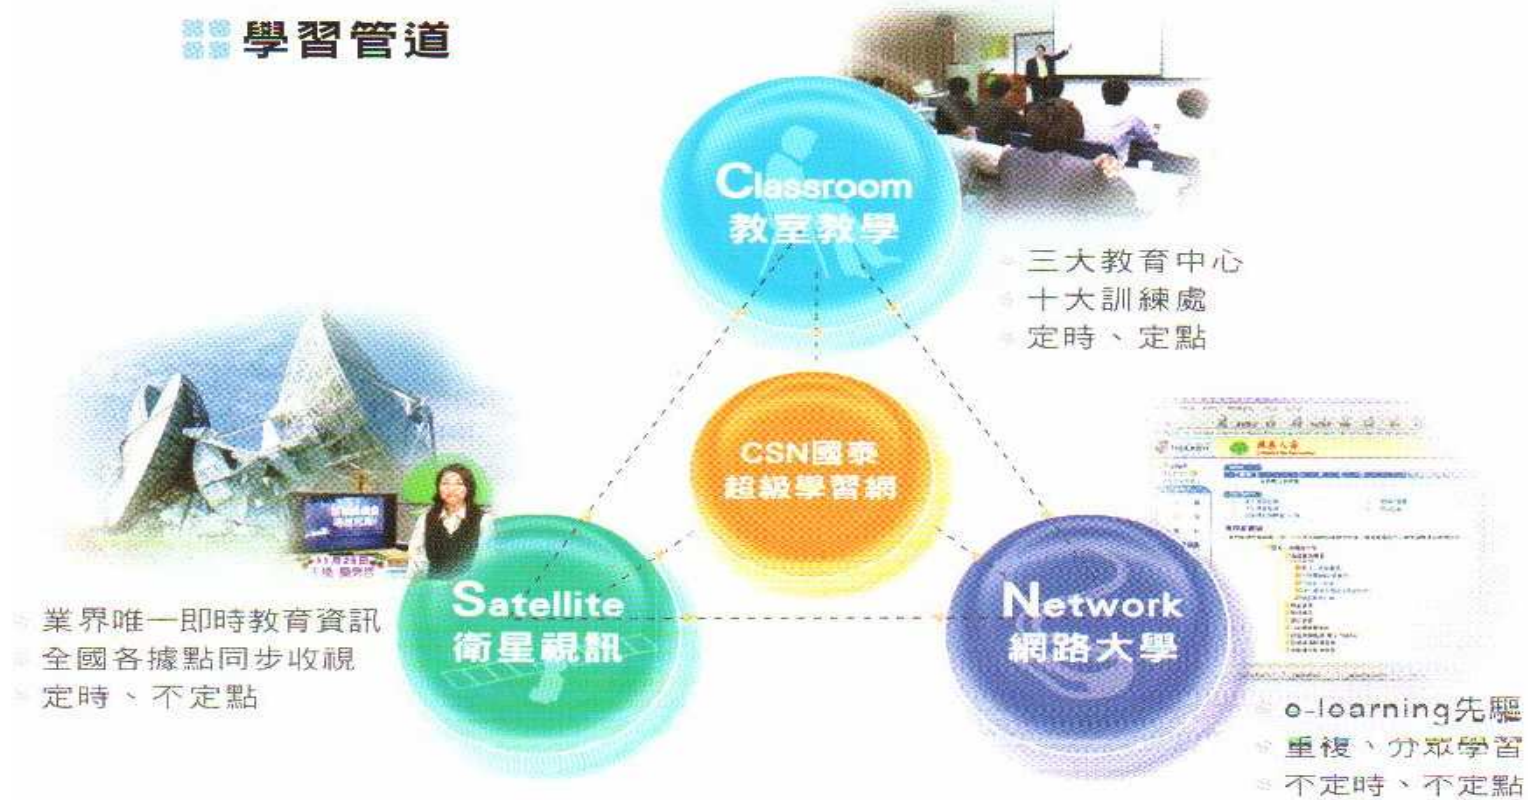 學習管道
Classroom
教室教學
三大教育中心
十大訓練處
定時、定點
CSN國泰
超級學習網
Satellite
衛星視訊
業界唯一即時教育資訊
全國各據點同步收視
定時、不定點
Network
網路大學
e-learning先驅
重複、分眾學習
不定時、不定點